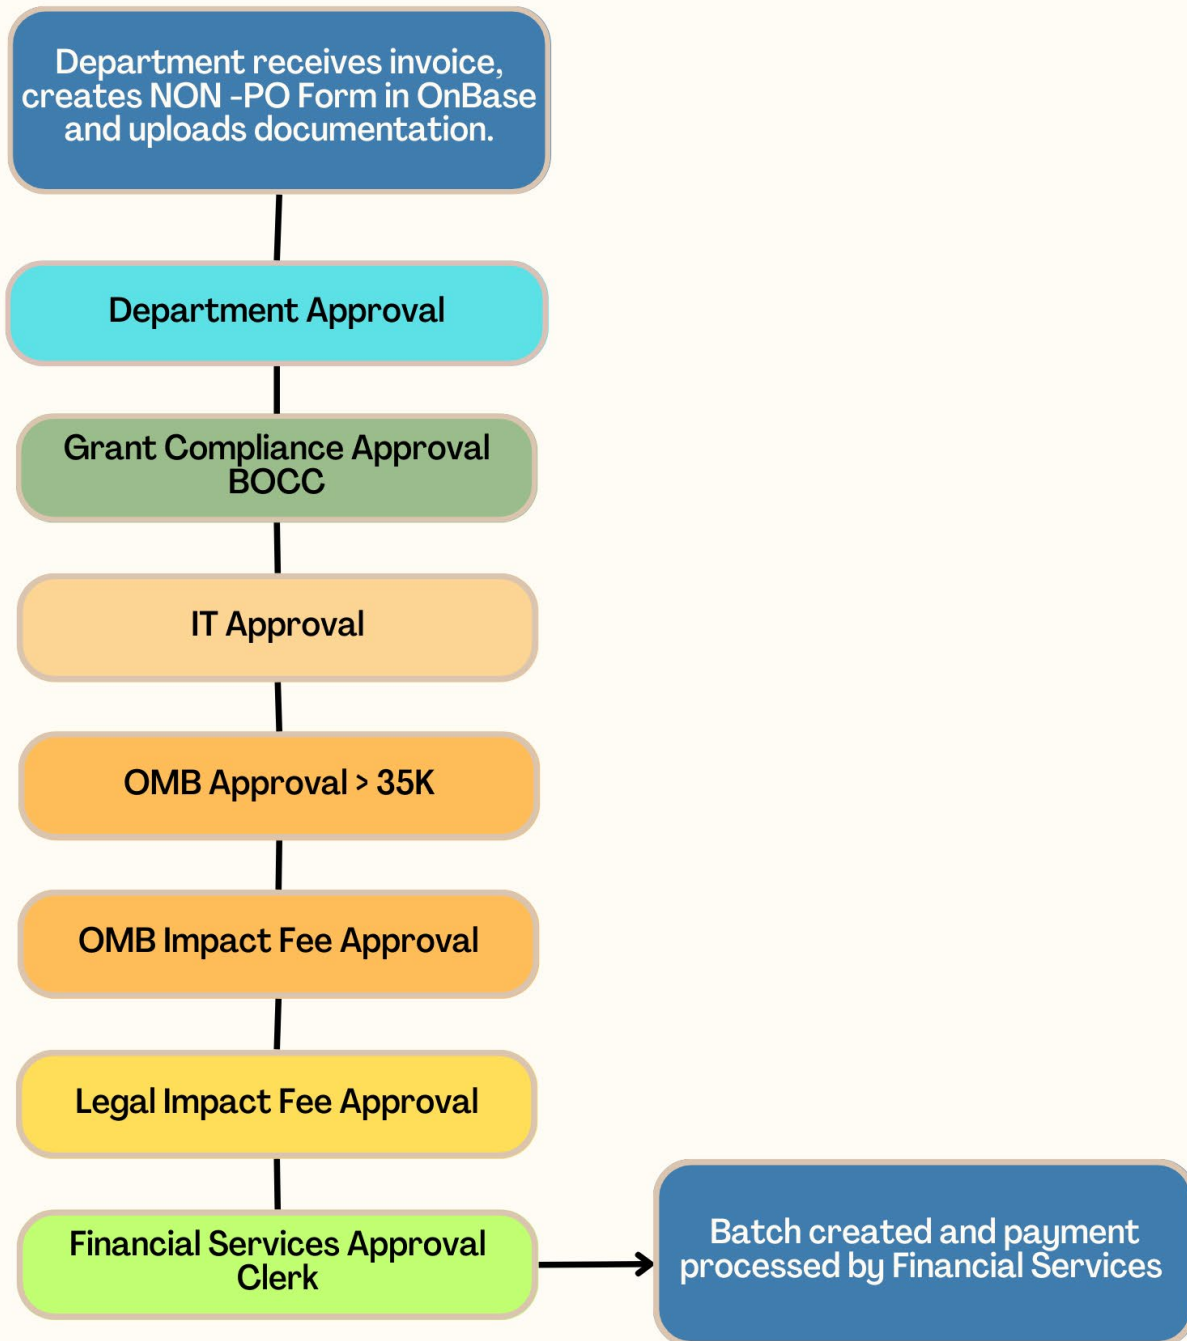 Department receives invoice,
creates NON -PO Form in OnBase
and uploads documentation.
Department Approval
Grant Compliance Approval
BOCC
IT Approval
OMB Approval > 35K
OMB Impact Fee Approval
Legal Impact Fee Approval
Financial Services Approval
Clerk
Batch created and payment
processed by Financial Services